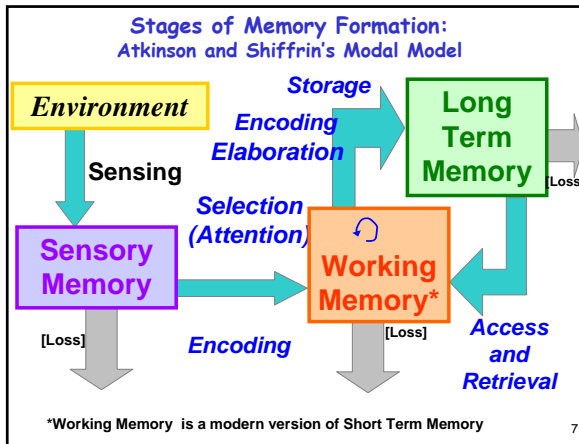 Stages of Memory Formation:
Atkinson and Shiffrin's Modal Model
Environment
Sensing
Sensory
Memory
[Loss]
Selection
(Attention)
Encoding
Working
Memory*
[Loss]
Storage
Encoding
Elaboration
Long
Term
Memory
[Loss]
Access
and
Retrieval
*Working Memory is a modern version of Short Term Memory
7